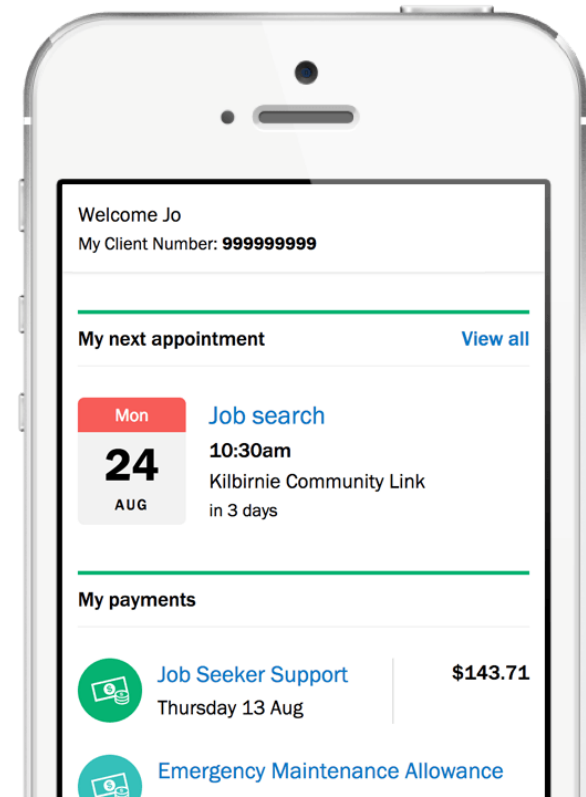 Welcome Jo
My Client Number: 999999999
My next appointment View all
Mon
24
AUG
Job search
10:30am
Kilbirnie Community Link
in 3 days
My payments
Job Seeker Support $143.71
Thursday 13 Aug
Emergency Maintenance Allowance